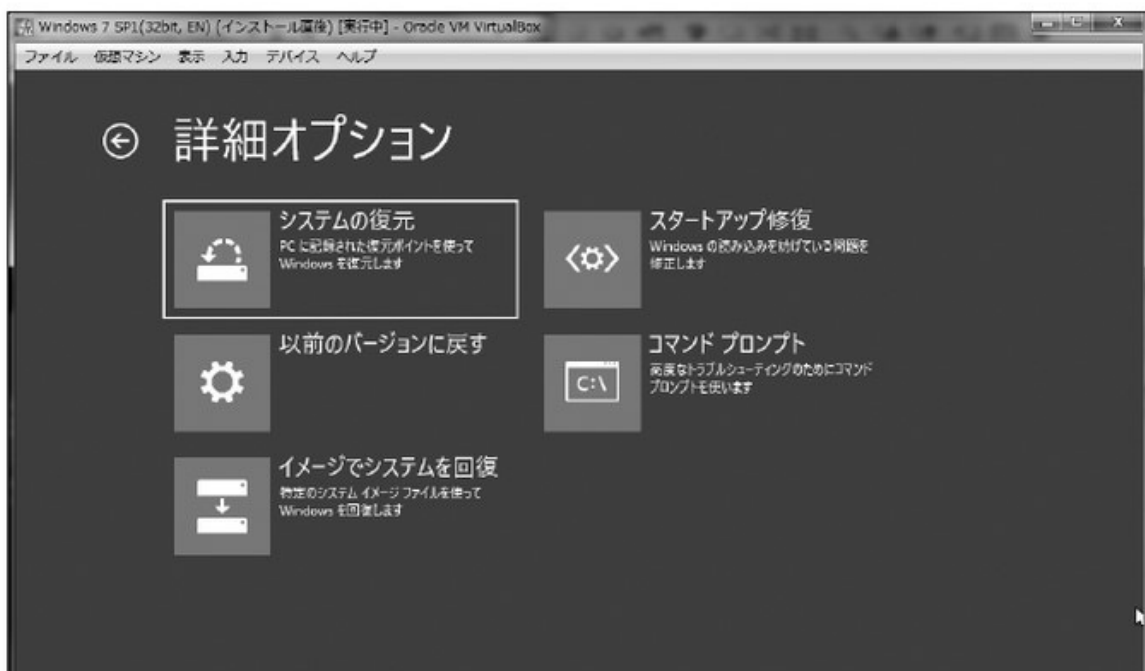 Windows 7 SP1(32bit, EN) (インストール直後) [実行中] - Oracle VM VirtualBox
ファイル 仮想マシン 表示 入力 デバイス ヘルプ
詳細オプション
システムの復元
PC に記録された復元ポイントを使って
Windows を復元します
スタートアップ修復
Windows の読み込みを妨げている問題を
修正します
以前のバージョンに戻す
コマンド プロンプト
高度なトラブルシューティングのためにコマンド
プロンプトを使います
C:\
イメージでシステムを回復
特定のシステム イメージ ファイルを使って
Windows を回復します